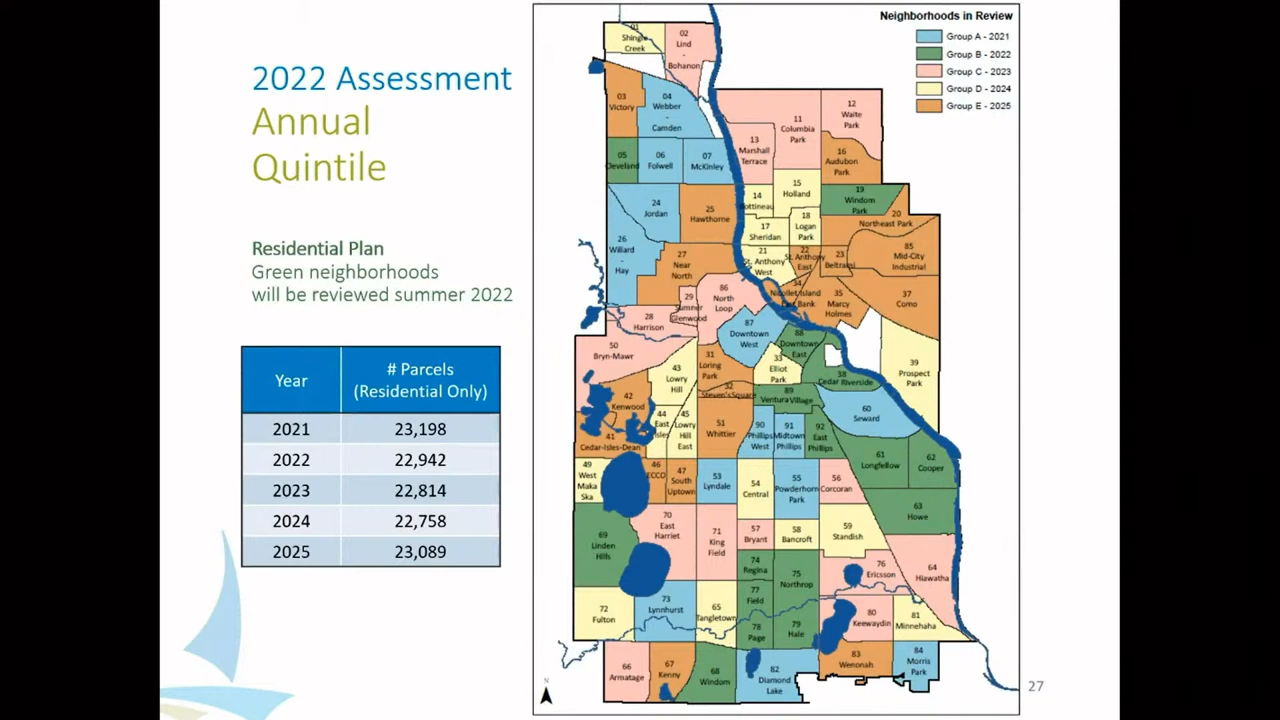 2022 Assessment
Annual
Quintile
Residential Plan
Green neighborhoods
will be reviewed summer 2022
Year # Parcels (Residential Only)
2021 23,198
2022 22,942
2023 22,814
2024 22,758
2025 23,089
Neighborhoods in Review
Group A - 2021
Group B - 2022
Group C - 2023
Group D - 2024
Group E - 2025
01 Shingle Creek
02 Lind - Bohanon
03 Victory
04 Webber - Camden
05 Cleveland
06 Folwell
07 McKinley
11 Columbia Park
12 Waite Park
13 Marshall Terrace
16 Audubon Park
15 Holland
14 Bottineau
19 Windom Park
20 Northeast Park
24 Jordan
25 Hawthorne
17 Sheridan
18 Logan Park
26 Willard - Hay
27 Near North
21 St. Anthony West
22 St. Anthony East
23 Beltrami
85 Mid-City Industrial
29 Sumner Glenwood
86 North Loop
34 Nicollet Island East Bank
35 Marcy Holmes
37 Como
28 Harrison
87 Downtown West
88 Downtown East
50 Bryn-Mawr
31 Loring Park
33 Elliot Park
39 Prospect Park
43 Lowry Hill
38 Cedar Riverside
32 Steven's Square
89 Ventura Village
42 Kenwood
60 Seward
44 East Isles
45 Lowry Hill East
51 Whittier
90 Phillips West
91 Midtown Phillips
92 East Phillips
41 Cedar-Isles-Dean
61 Longfellow
62 Cooper
49 West Maka Ska
46 ECCO
47 South Uptown
53 Lyndale
54 Central
55 Powderhorn Park
56 Corcoran
63 Howe
69 Linden Hills
70 East Harriet
71 King Field
57 Bryant
58 Bancroft
59 Standish
74 Regina
75 Northrop
76 Ericsson
64 Hiawatha
72 Fulton
73 Lynnhurst
65 Tangletown
77 Field
78 Page
79 Hale
80 Keewaydin
81 Minnehaha
66 Armatage
67 Kenny
68 Windom
82 Diamond Lake
83 Wenonah
84 Morris Park
N
27